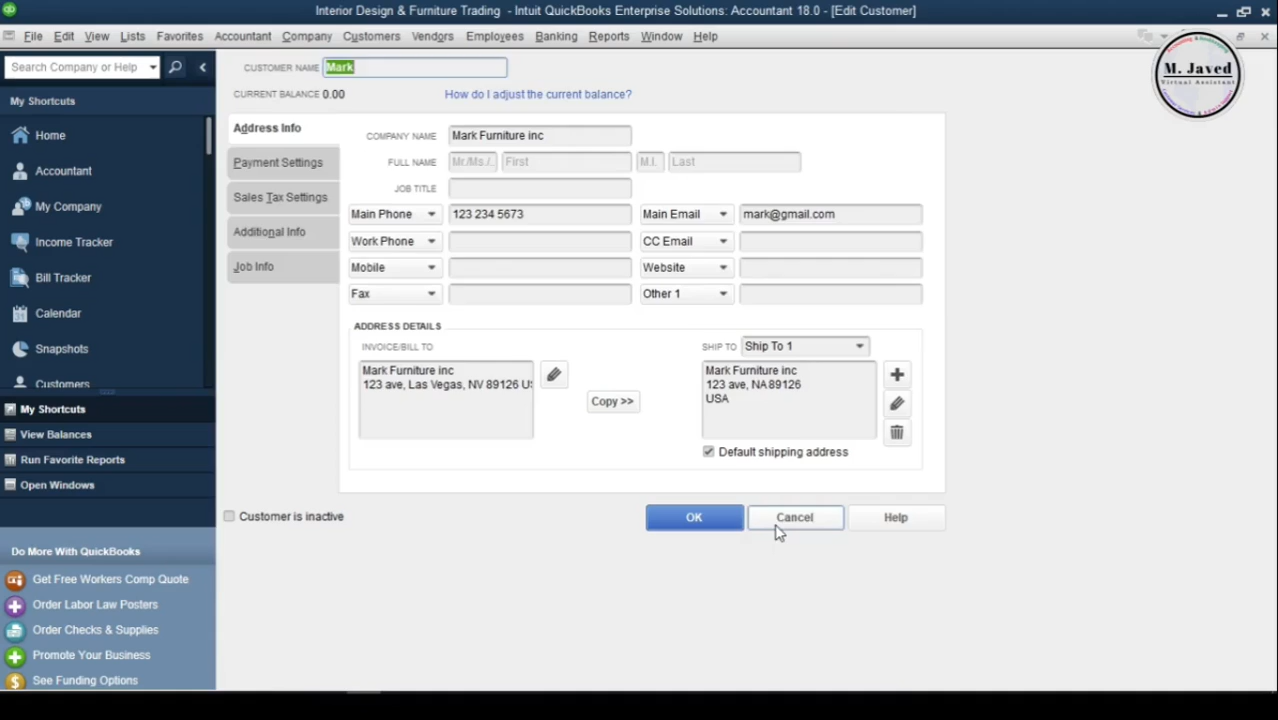 Interior Design & Furniture Trading - Intuit QuickBooks Enterprise Solutions: Accountant 18.0 - [Edit Customer]
File Edit View Lists Favorites Accountant Company Customers Vendors Employees Banking Reports Window Help
Search Company or Help
My Shortcuts
Home
Accountant
My Company
Income Tracker
Bill Tracker
Calendar
Snapshots
Customers
My Shortcuts
View Balances
Run Favorite Reports
Open Windows
Do More With QuickBooks
Get Free Workers Comp Quote
Order Labor Law Posters
Order Checks & Supplies
Promote Your Business
See Funding Options
CUSTOMER NAME Mark
CURRENT BALANCE 0.00 How do I adjust the current balance?
Address Info
Payment Settings
Sales Tax Settings
Additional Info
Job Info
COMPANY NAME Mark Furniture inc
FULL NAME Mr/Ms./. First M.I. Last
JOB TITLE
Main Phone 123 234 5673 Main Email mark@gmail.com
Work Phone CC Email
Mobile Website
Fax Other 1
ADDRESS DETAILS
INVOICE/BILL TO
Mark Furniture inc
123 ave, Las Vegas, NV 89126 U
Copy >>
SHIP TO Ship To 1
Mark Furniture inc
123 ave, NA 89126
USA
Default shipping address
Customer is inactive
OK Cancel Help
M. Javed
Virtual Assistant